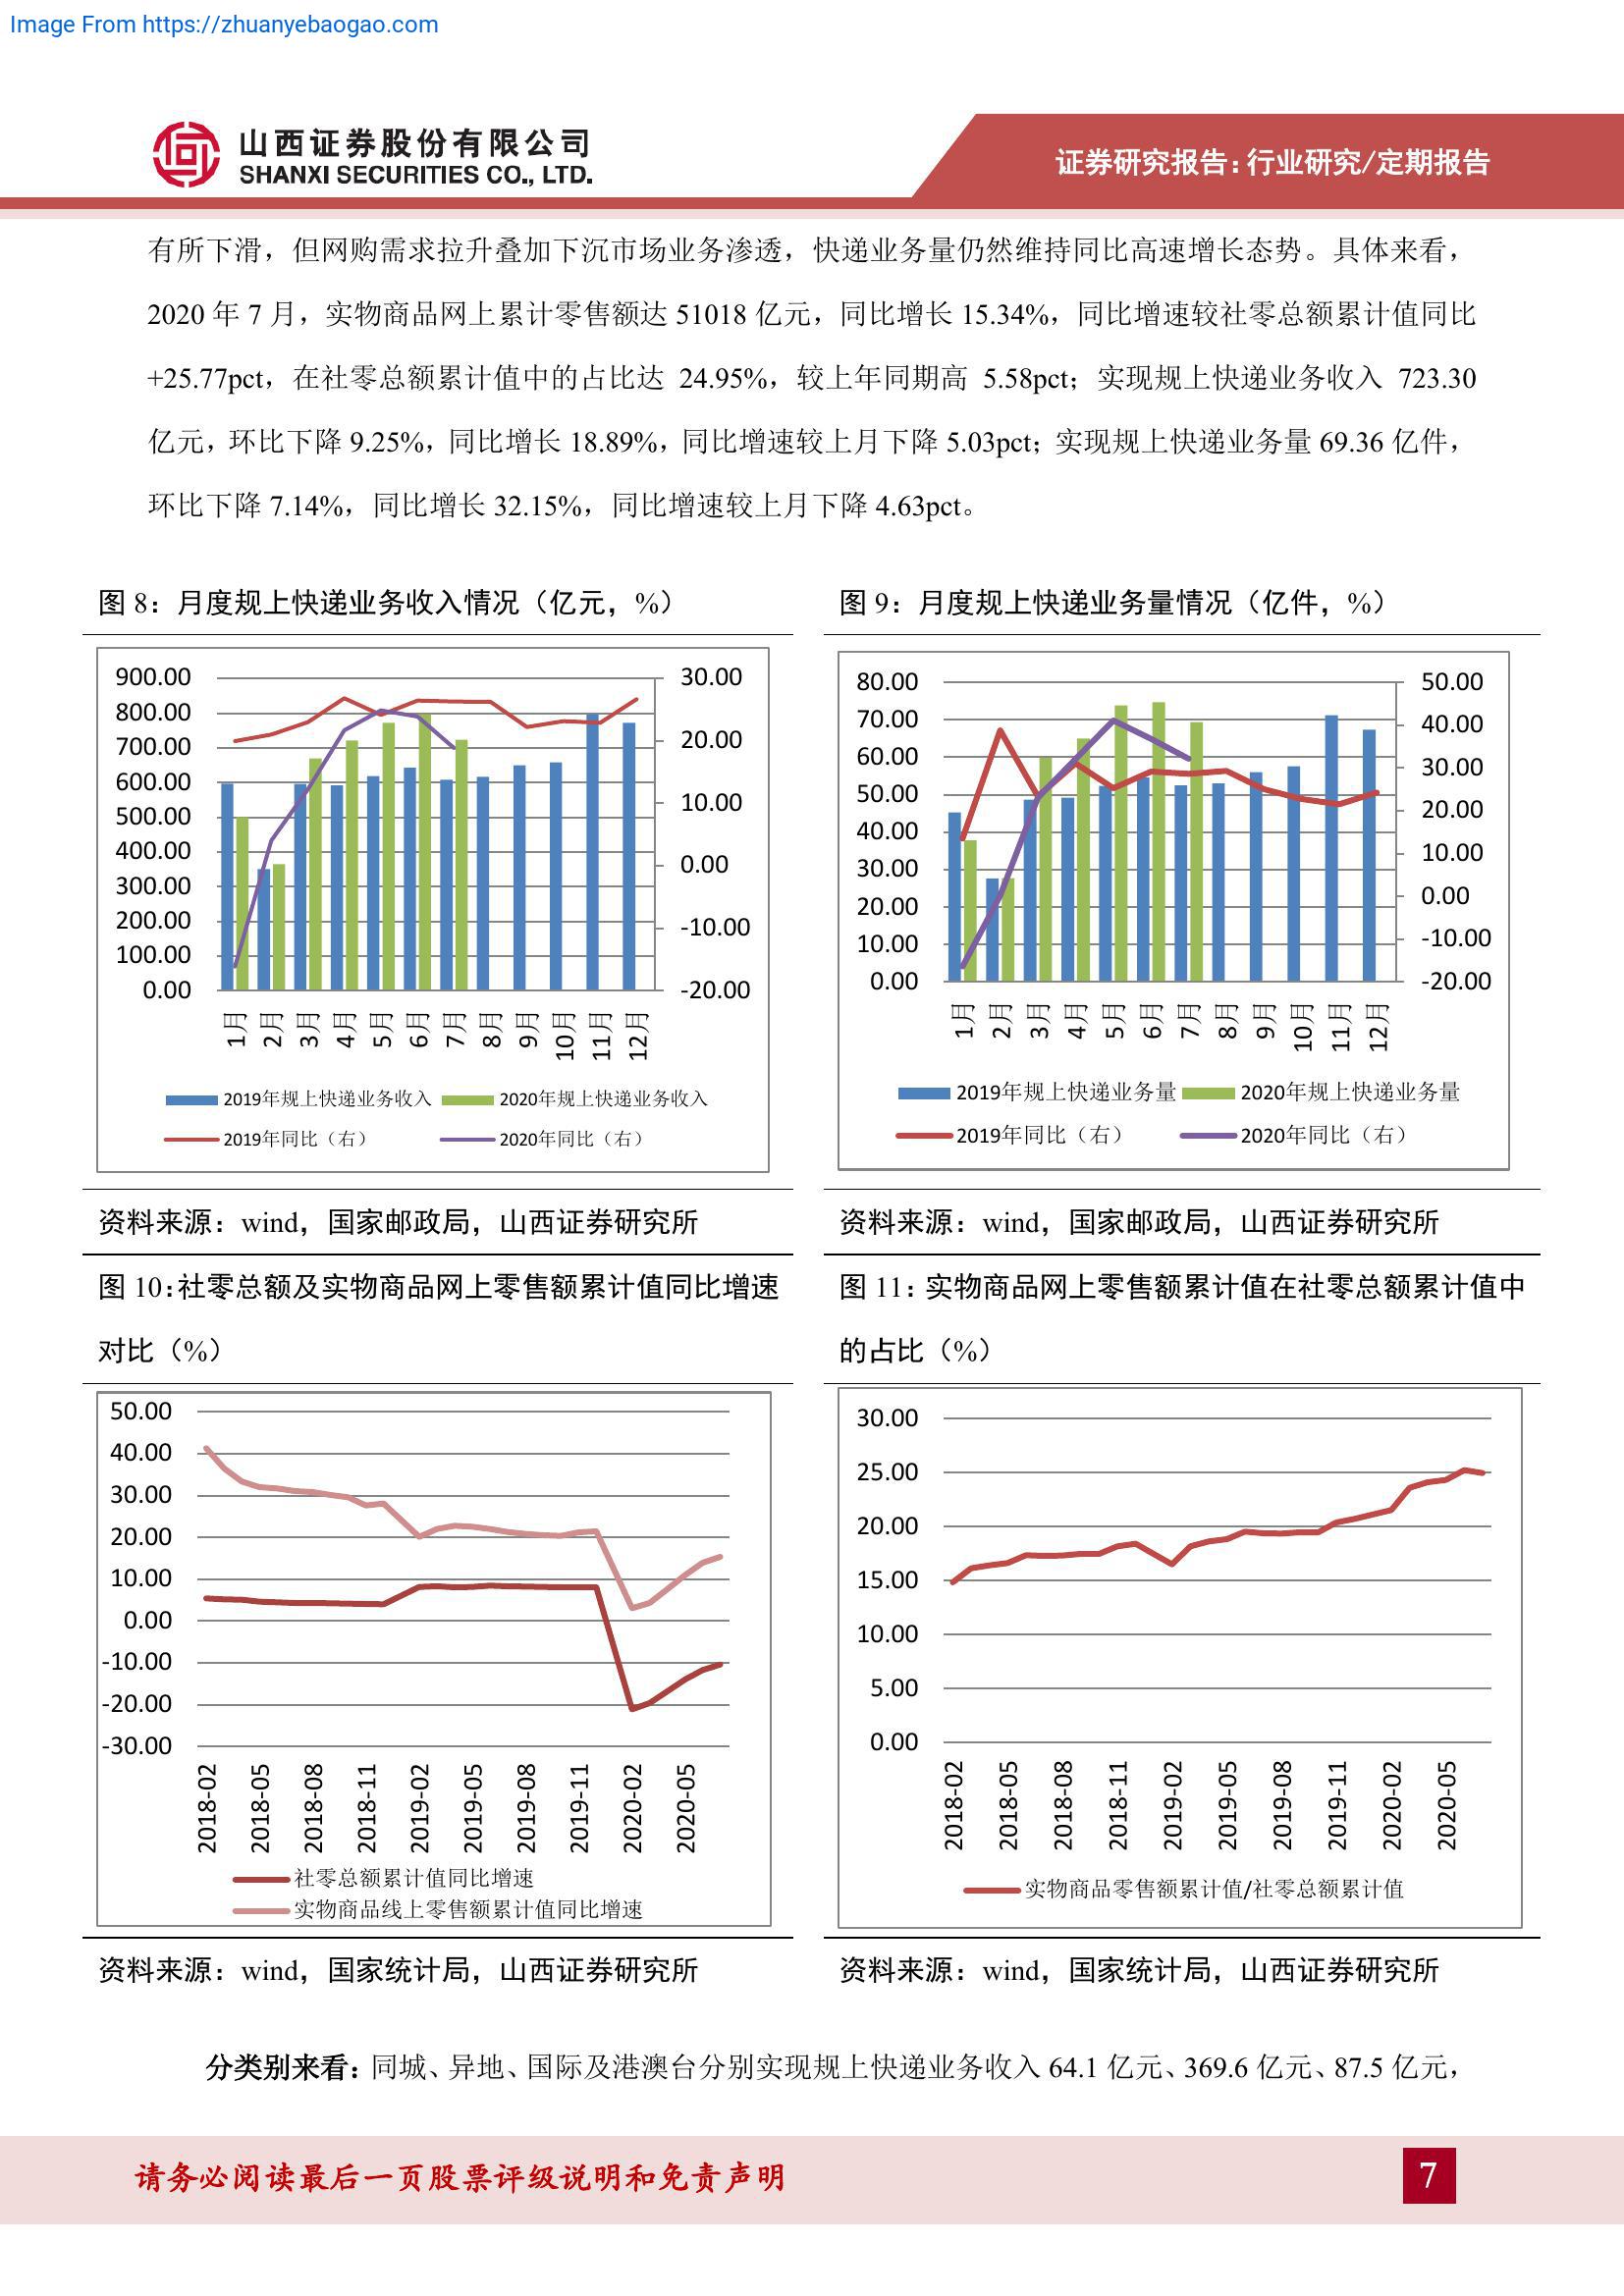 Image From https://zhuanyebaogao.com
山西证券股份有限公司
SHANXI SECURITIES CO., LTD.
证券研究报告:行业研究/定期报告
有所下滑，但网购需求拉升叠加下沉市场业务渗透，快递业务量仍然维持同比高速增长态势。具体来看，
2020 年 7 月，实物商品网上累计零售额达 51018 亿元，同比增长 15.34%，同比增速较社零总额累计值同比
+25.77pct，在社零总额累计值中的占比达 24.95%，较上年同期高 5.58pct；实现规上快递业务收入 723.30
亿元，环比下降 9.25%，同比增长 18.89%，同比增速较上月下降 5.03pct；实现规上快递业务量 69.36 亿件，
环比下降 7.14%，同比增长 32.15%，同比增速较上月下降 4.63pct。
图 8：月度规上快递业务收入情况（亿元，%）
900.00
800.00
700.00
600.00
500.00
400.00
300.00
200.00
100.00
0.00
30.00
20.00
10.00
0.00
-10.00
-20.00
1月
2月
3月
4月
5月
6月
7月
8月
9月
10月
11月
12月
2019年规上快递业务收入
2020年规上快递业务收入
2019年同比（右）
2020年同比（右）
资料来源：wind，国家邮政局，山西证券研究所
图 9：月度规上快递业务量情况（亿件，%）
80.00
70.00
60.00
50.00
40.00
30.00
20.00
10.00
0.00
50.00
40.00
30.00
20.00
10.00
0.00
-10.00
-20.00
1月
2月
3月
4月
5月
6月
7月
8月
9月
10月
11月
12月
2019年规上快递业务量
2020年规上快递业务量
2019年同比（右）
2020年同比（右）
资料来源：wind，国家邮政局，山西证券研究所
图 10：社零总额及实物商品网上零售额累计值同比增速
对比（%）
50.00
40.00
30.00
20.00
10.00
0.00
-10.00
-20.00
-30.00
2018-02
2018-05
2018-08
2018-11
2019-02
2019-05
2019-08
2019-11
2020-02
2020-05
社零总额累计值同比增速
实物商品线上零售额累计值同比增速
资料来源：wind，国家统计局，山西证券研究所
图 11：实物商品网上零售额累计值在社零总额累计值中
的占比（%）
30.00
25.00
20.00
15.00
10.00
5.00
0.00
2018-02
2018-05
2018-08
2018-11
2019-02
2019-05
2019-08
2019-11
2020-02
2020-05
实物商品零售额累计值/社零总额累计值
资料来源：wind，国家统计局，山西证券研究所
分类别来看：同城、异地、国际及港澳台分别实现规上快递业务收入 64.1 亿元、369.6 亿元、87.5 亿元，
请务必阅读最后一页股票评级说明和免责声明
7